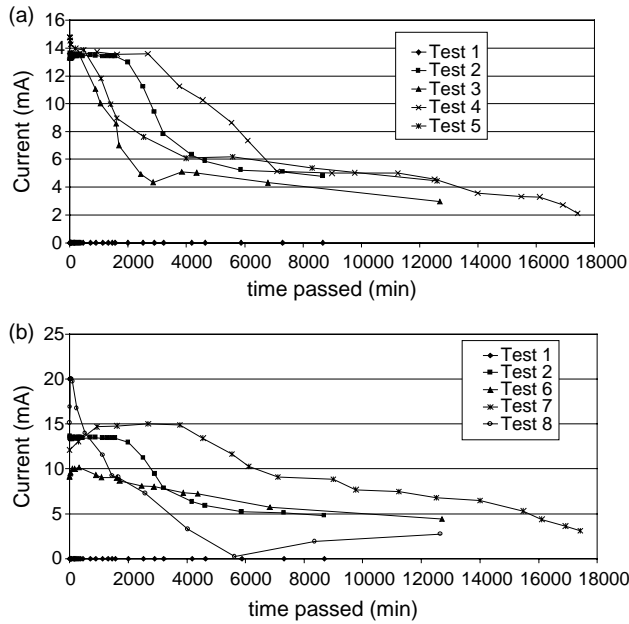 (a)
16
14
12
10
8
6
4
2
0
Current (mA)
Test 1
Test 2
Test 3
Test 4
Test 5
0 2000 4000 6000 8000 10000 12000 14000 16000 18000
time passed (min)
(b)
25
20
15
10
5
0
Current (mA)
Test 1
Test 2
Test 6
Test 7
Test 8
0 2000 4000 6000 8000 10000 12000 14000 16000 18000
time passed (min)